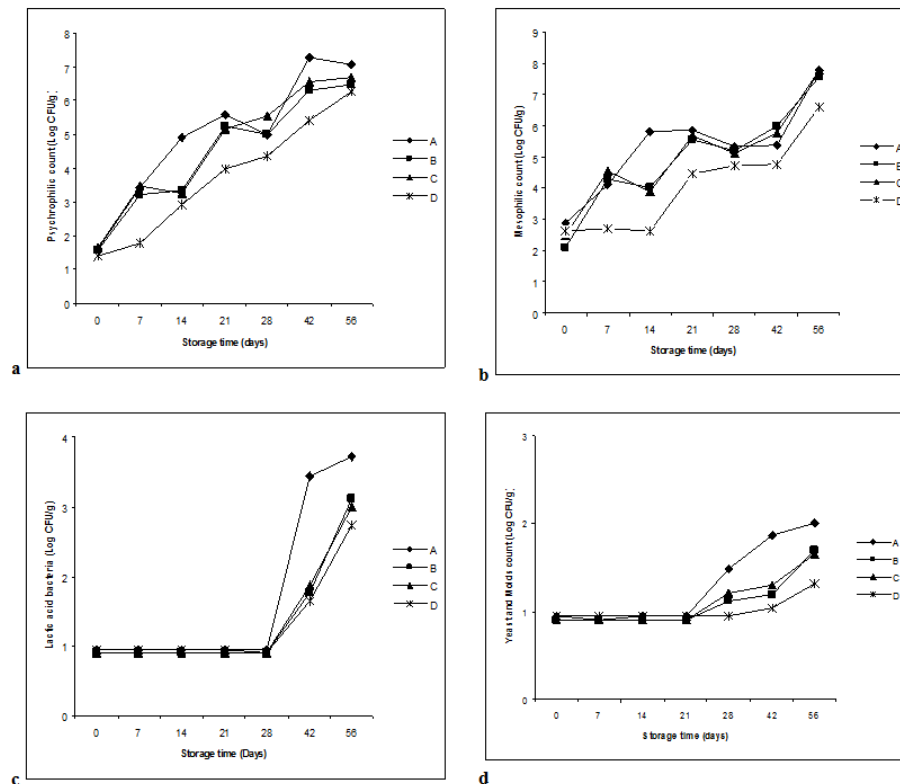 8
7
6
5
4
3
2
1
0
Psychrophilic count (Log CFU/g)
0 7 14 21 28 42 56
Storage time (days)
A
B
C
D
a
9
8
7
6
5
4
3
2
1
0
Mesophilic count (Log CFU/g)
0 7 14 21 28 42 56
Storage time (days)
A
B
C
D
b
4
3
2
1
0
Lactic acid bacteria (Log CFU/g)
0 7 14 21 28 42 56
Storage time (Days)
A
B
C
D
c
3
2
1
0
Yeast and Molds count (Log CFU/g)
0 7 14 21 28 42 56
Storage time (days)
A
B
C
D
d